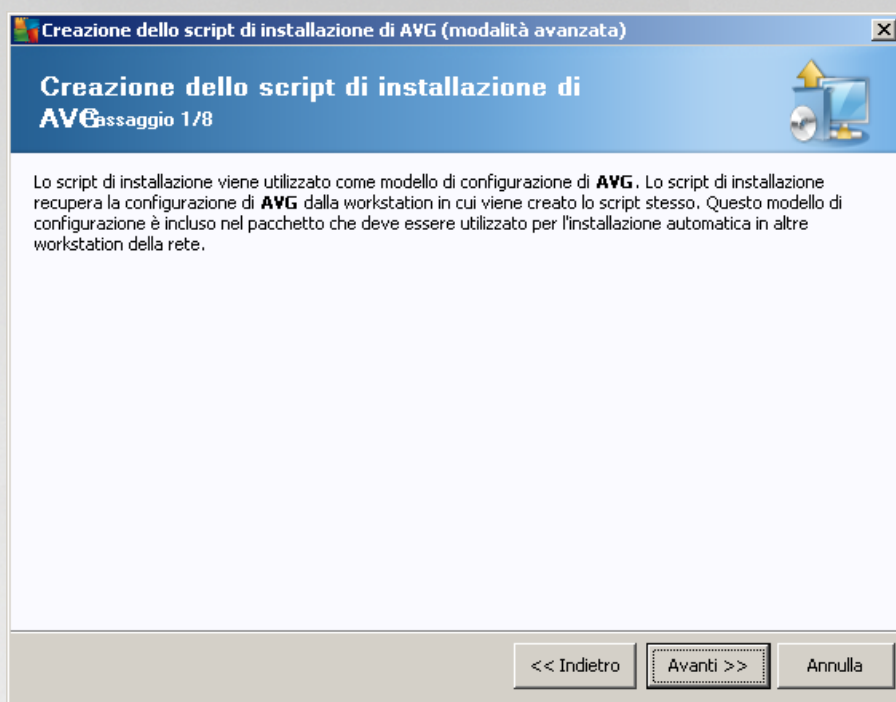 Creazione dello script di installazione di AVG (modalità avanzata)
Creazione dello script di installazione di
AVG
Passaggio 1/8
Lo script di installazione viene utilizzato come modello di configurazione di AVG. Lo script di installazione
recupera la configurazione di AVG dalla workstation in cui viene creato lo script stesso. Questo modello di
configurazione è incluso nel pacchetto che deve essere utilizzato per l'installazione automatica in altre
workstation della rete.
<< Indietro
Avanti >>
Annulla